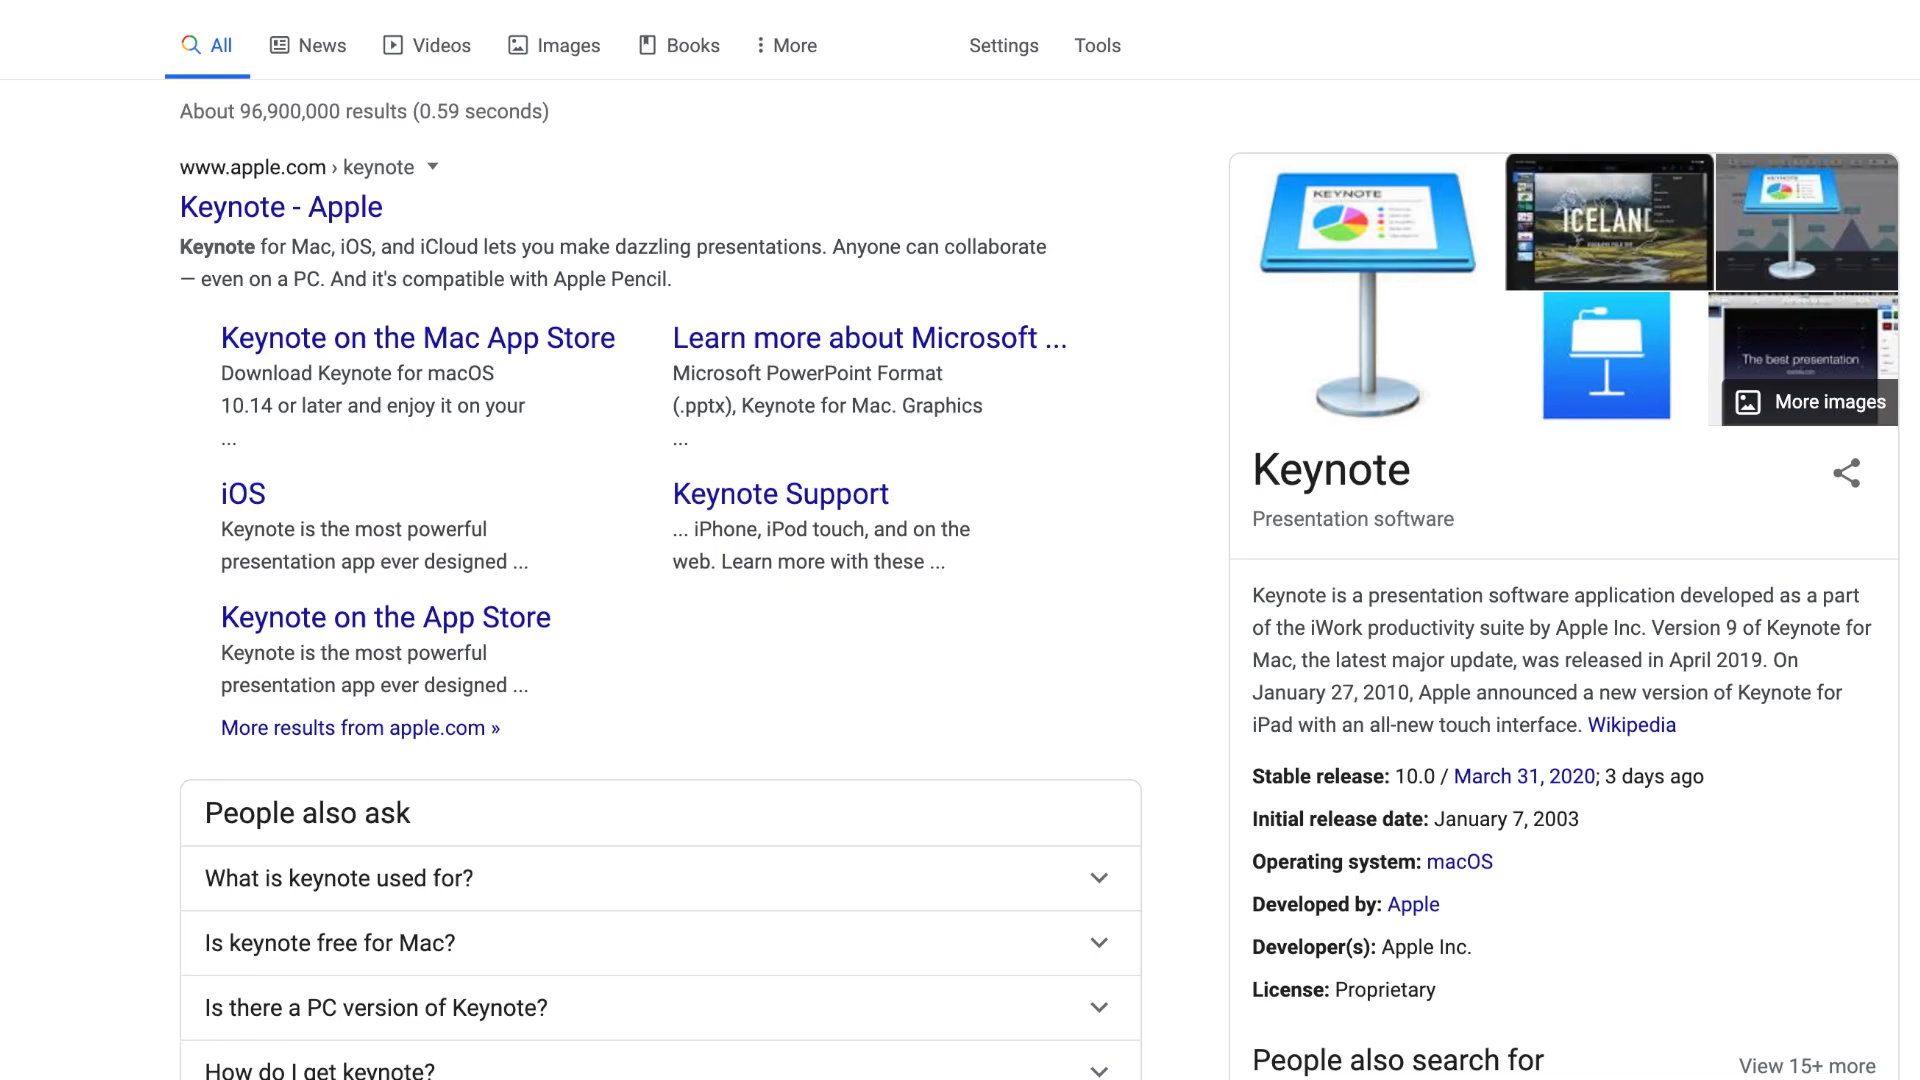 All
News
Videos
Images
Books
More
Settings
Tools
About 96,900,000 results (0.59 seconds)
www.apple.com › keynote
Keynote - Apple
Keynote for Mac, iOS, and iCloud lets you make dazzling presentations. Anyone can collaborate
— even on a PC. And it's compatible with Apple Pencil.
Keynote on the Mac App Store
Download Keynote for macOS
10.14 or later and enjoy it on your
...
Learn more about Microsoft ...
Microsoft PowerPoint Format
(.pptx), Keynote for Mac. Graphics
...
iOS
Keynote is the most powerful
presentation app ever designed ...
Keynote Support
... iPhone, iPod touch, and on the
web. Learn more with these ...
Keynote on the App Store
Keynote is the most powerful
presentation app ever designed ...
More results from apple.com »
People also ask
What is keynote used for?
Is keynote free for Mac?
Is there a PC version of Keynote?
How do I get keynote?
KEYNOTE
ICELAND
KEYNOTE
The best presentation
More images
Keynote
Presentation software
Keynote is a presentation software application developed as a part
of the iWork productivity suite by Apple Inc. Version 9 of Keynote for
Mac, the latest major update, was released in April 2019. On
January 27, 2010, Apple announced a new version of Keynote for
iPad with an all-new touch interface. Wikipedia
Stable release: 10.0 / March 31, 2020; 3 days ago
Initial release date: January 7, 2003
Operating system: macOS
Developed by: Apple
Developer(s): Apple Inc.
License: Proprietary
People also search for
View 15+ more